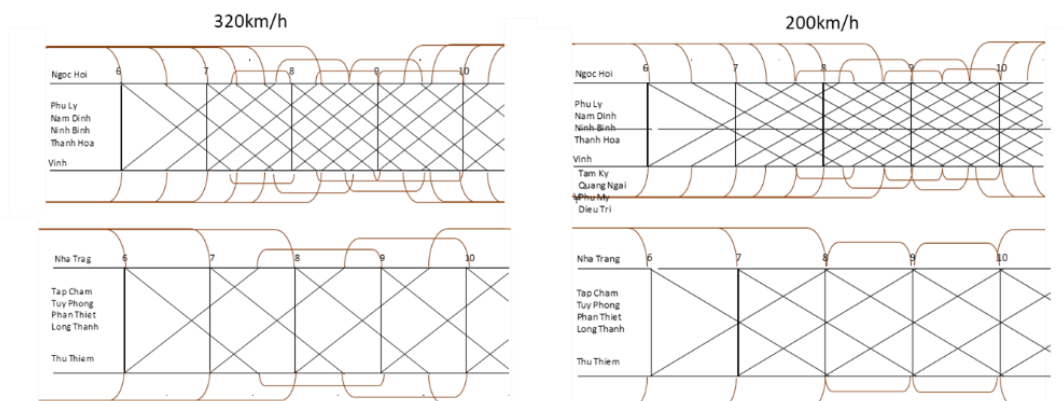 320km/h
Ngoc Hoi
6 7 8 9 10
Phu Ly
Nam Dinh
Ninh Binh
Thanh Hoa
Vinh
Nha Trag
6 7 8 9 10
Tap Cham
Tuy Phong
Phan Thiet
Long Thanh
Thu Thiem
200km/h
Ngoc Hoi
6 7 8 9 10
Phu Ly
Nam Dinh
Ninh Binh
Thanh Hoa
Vinh
Tam Ky
Quang Ngai
Phu My
Dieu Tri
Nha Trang
6 7 8 9 10
Tap Cham
Tuy Phong
Phan Thiet
Long Thanh
Thu Thiem